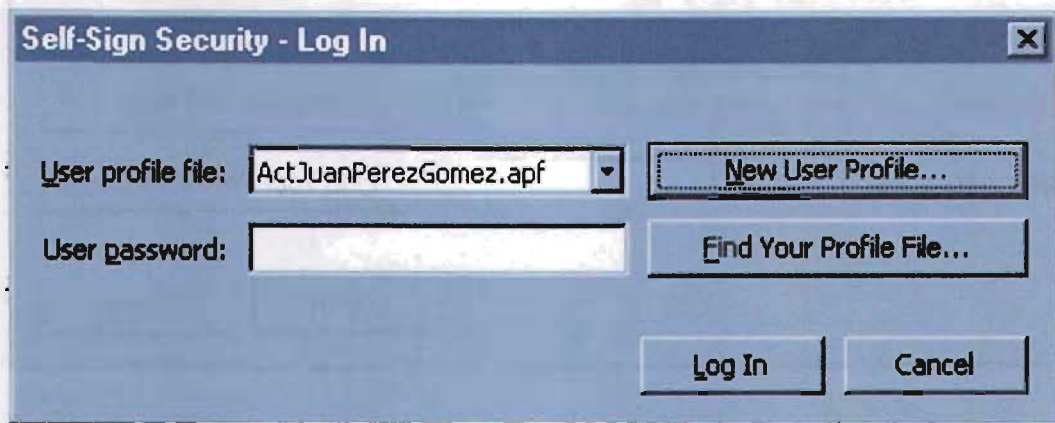 Self-Sign Security - Log In
User profile file: ActJuanPerezGomez.apf New User Profile...
User password: Find Your Profile File...
Log In Cancel